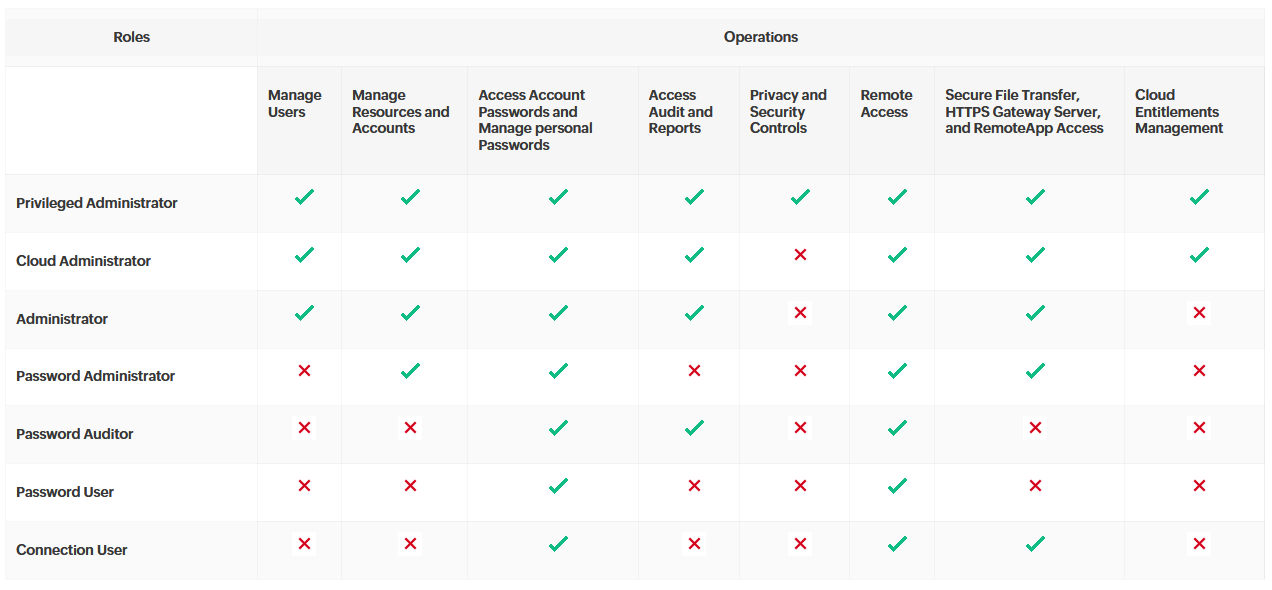 Roles
Operations
Manage
Users
Manage
Resources and
Accounts
Access Account
Passwords and
Manage personal
Passwords
Access
Audit and
Reports
Privacy and
Security
Controls
Remote
Access
Secure File Transfer,
HTTPS Gateway Server,
and RemoteApp Access
Cloud
Entitlements
Management
Privileged Administrator
Cloud Administrator
Administrator
Password Administrator
Password Auditor
Password User
Connection User